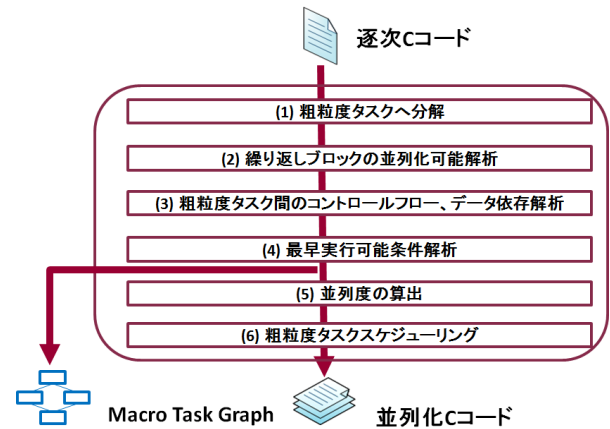 逐次Cコード
(1) 粗粒度タスクへ分解
(2) 繰り返しブロックの並列化可能解析
(3) 粗粒度タスク間のコントロールフロー、データ依存解析
(4) 最早実行可能条件解析
(5) 並列度の算出
(6) 粗粒度タスクスケジューリング
Macro Task Graph
並列化Cコード